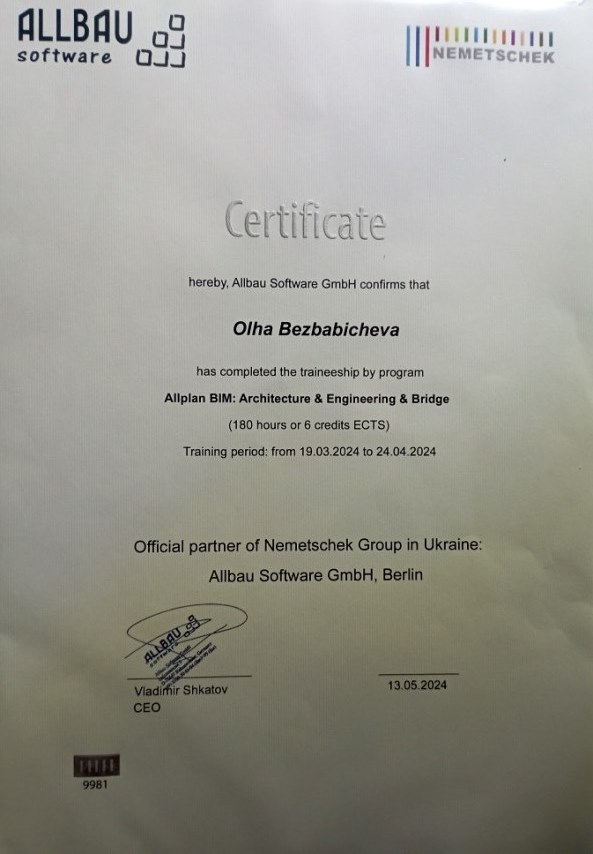 ALLBAU
software
NEMETSCHEK
Certificate
hereby, Allbau Software GmbH confirms that
Olha Bezbabicheva
has completed the traineeship by program
Allplan BIM: Architecture & Engineering & Bridge
(180 hours or 6 credits ECTS)
Training period: from 19.03.2024 to 24.04.2024
Official partner of Nemetschek Group in Ukraine:
Allbau Software GmbH, Berlin
ALLBAU
SOFTWARE
Vladimir Shkatov
CEO
13.05.2024
9981